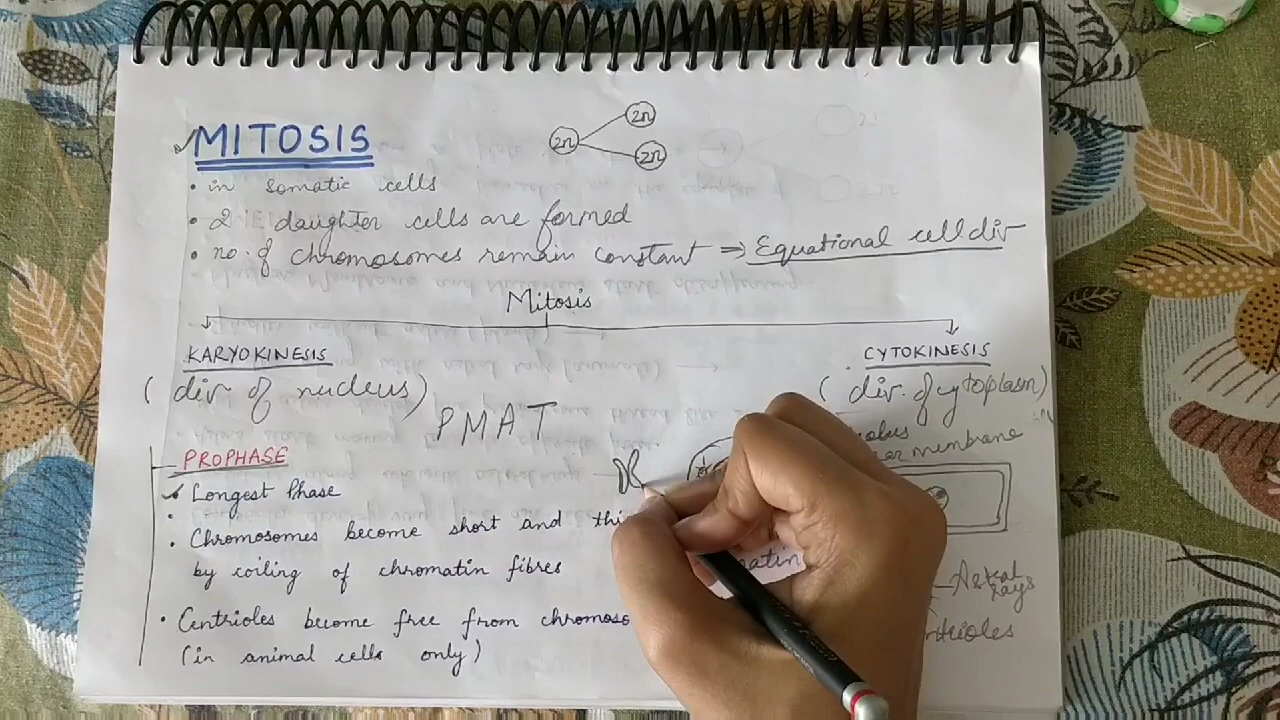 MITOSIS
2n
2n
2n
• in somatic cells
• 2 daughter cells are formed
• no. of chromosomes remain constant ⇒ Equational cell div
Mitosis
KARYOKINESIS
(div. of nucleus)
CYTOKINESIS
(div. of cytoplasm)
PMAT
PROPHASE
Longest Phase
• Chromosomes become short and
by coiling of chromatin fibres
• Centrioles become free from
(in animal cells only)
membrane
Astral
rays